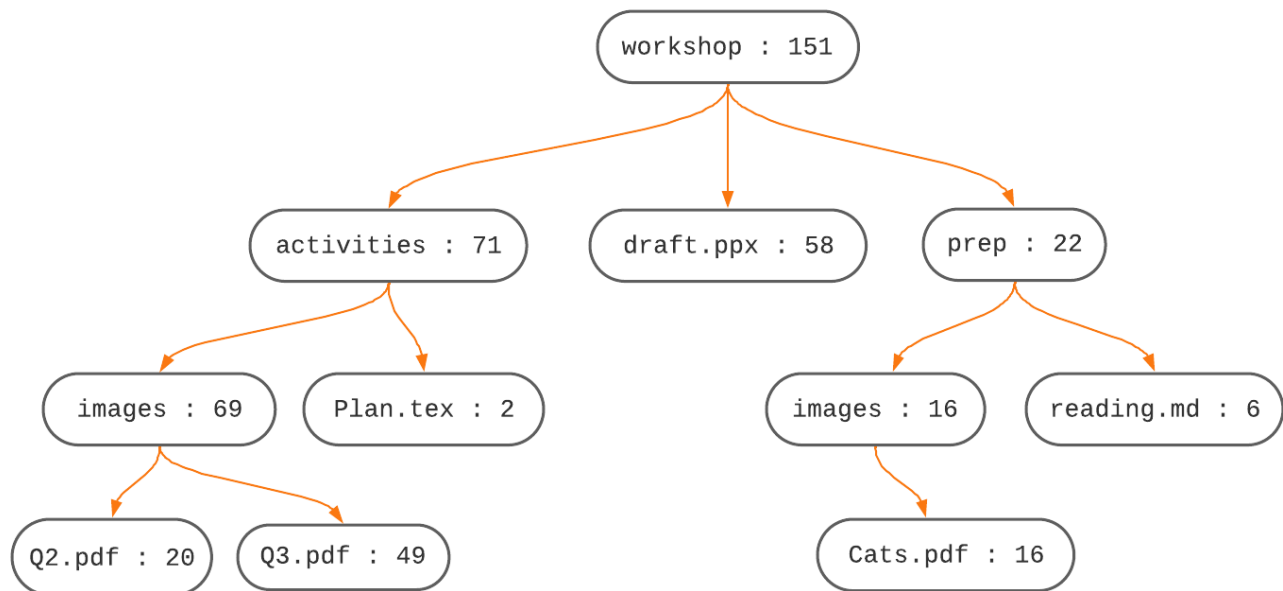 workshop : 151
activities : 71
draft.ppx : 58
prep : 22
images : 69
Plan.tex : 2
images : 16
reading.md : 6
Q2.pdf : 20
Q3.pdf : 49
Cats.pdf : 16